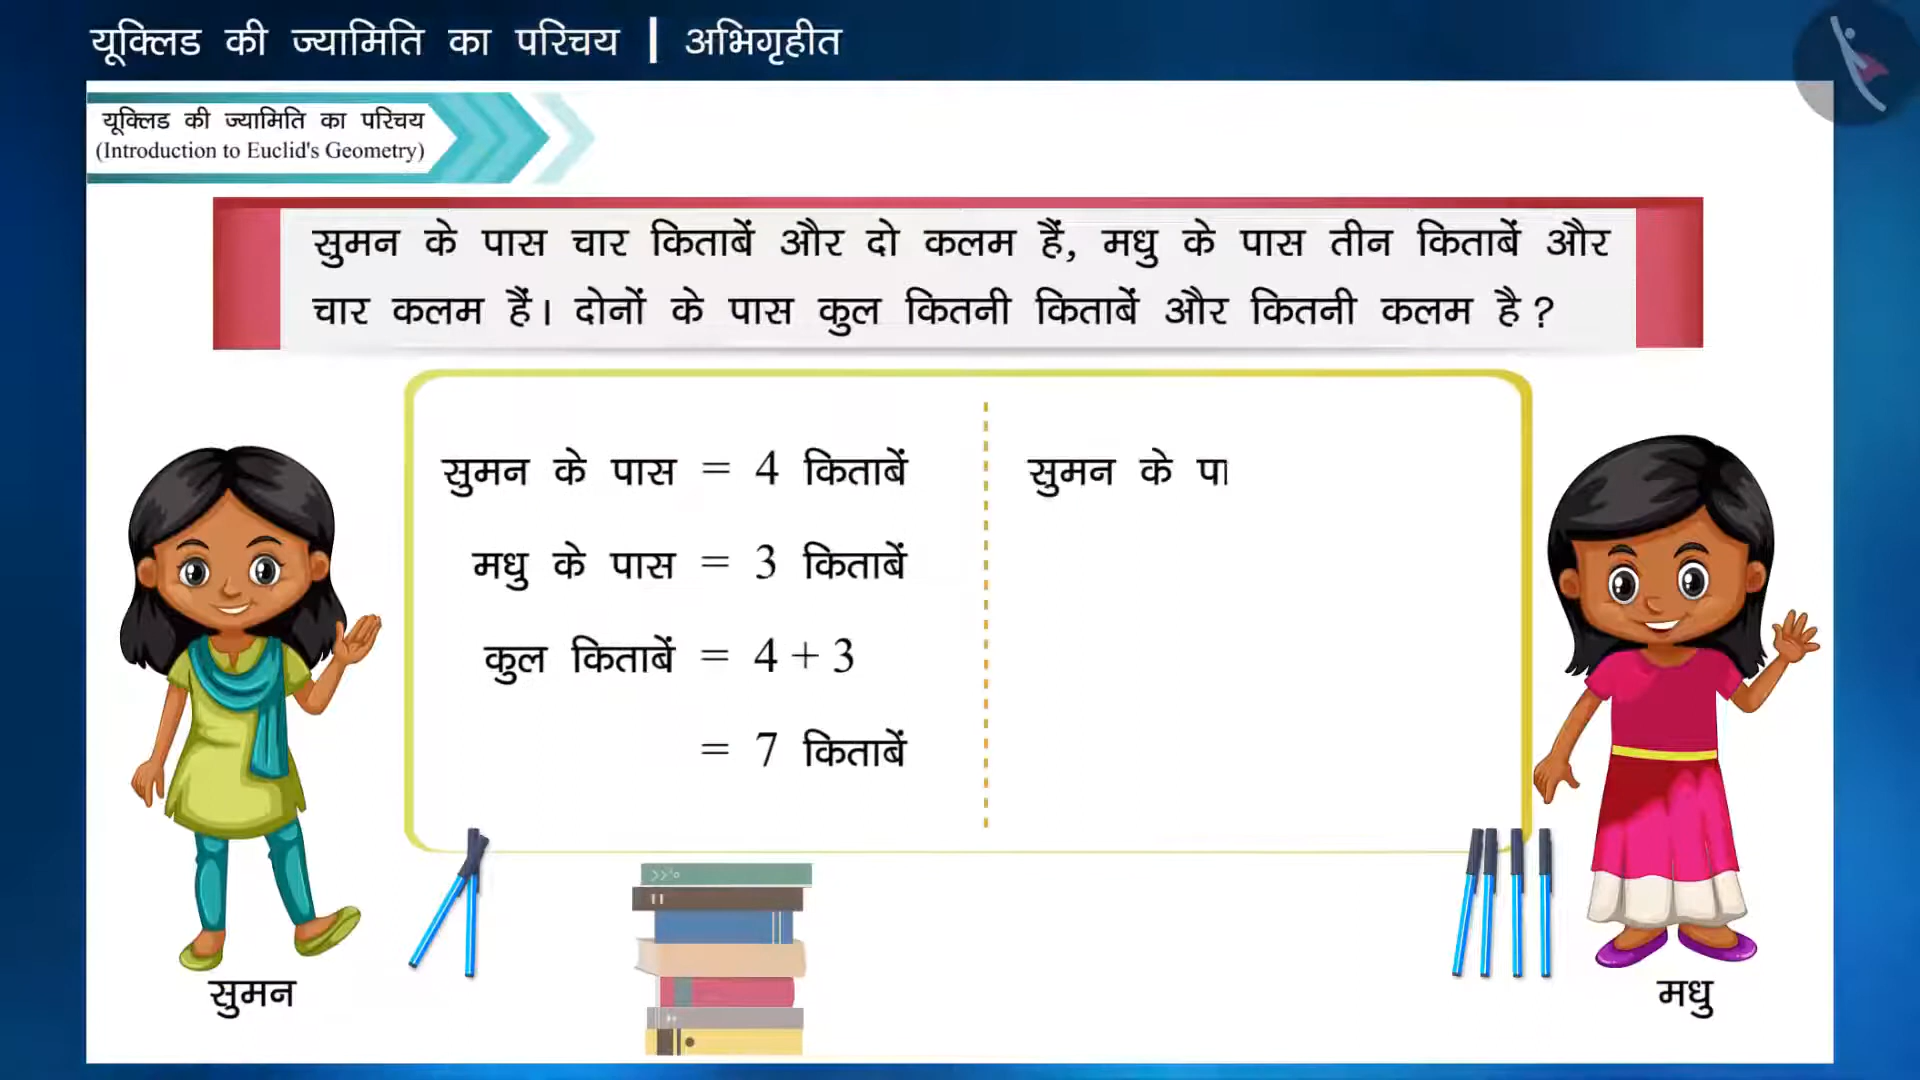 यूक्लिड की ज्यामिति का परिचय | अभिगृहीत
यूक्लिड की ज्यामिति का परिचय
(Introduction to Euclid's Geometry)
सुमन के पास चार किताबें और दो कलम हैं, मधु के पास तीन किताबें और
चार कलम हैं। दोनों के पास कुल कितनी किताबें और कितनी कलम है ?
सुमन के पास = 4 किताबें
मधु के पास = 3 किताबें
कुल किताबें = 4 + 3
= 7 किताबें
सुमन के पा
सुमन
मधु